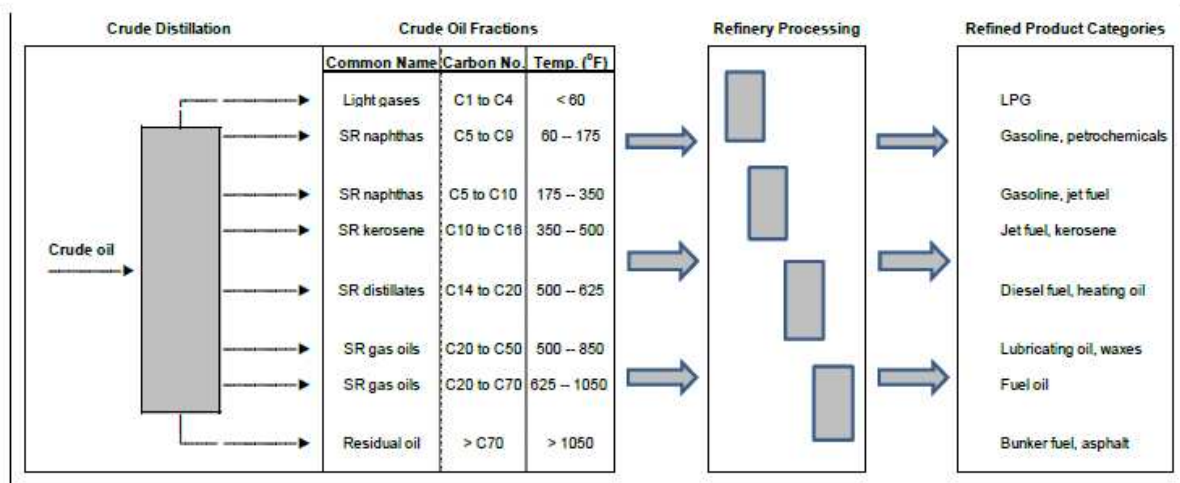 Crude Distillation Crude Oil Fractions Refinery Processing Refined Product Categories
Common Name Carbon No. Temp. (°F)
Light gases C1 to C4 < 60 LPG
SR naphthas C5 to C9 60 -- 175 Gasoline, petrochemicals
SR naphthas C5 to C10 175 -- 350 Gasoline, jet fuel
SR kerosene C10 to C16 350 -- 500 Jet fuel, kerosene
Crude oil
SR distillates C14 to C20 500 -- 625 Diesel fuel, heating oil
SR gas oils C20 to C50 500 -- 850 Lubricating oil, waxes
SR gas oils C20 to C70 625 -- 1050 Fuel oil
Residual oil > C70 > 1050 Bunker fuel, asphalt